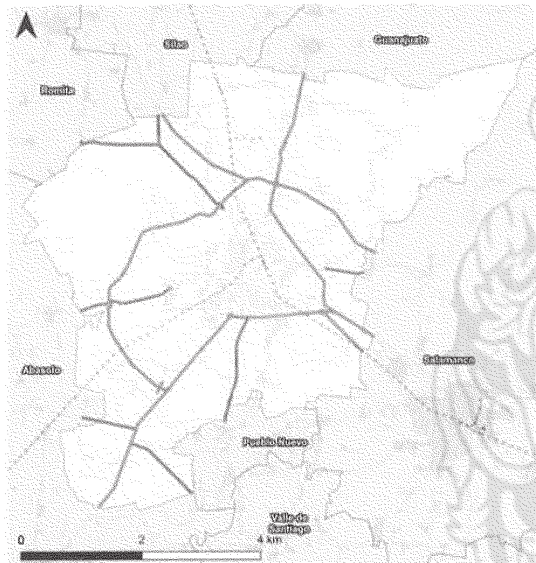 Silao
Guanajuato
Romita
Abasolo
Salamanca
Pueblo Nuevo
Valle de
Santiago
0 2 4 km